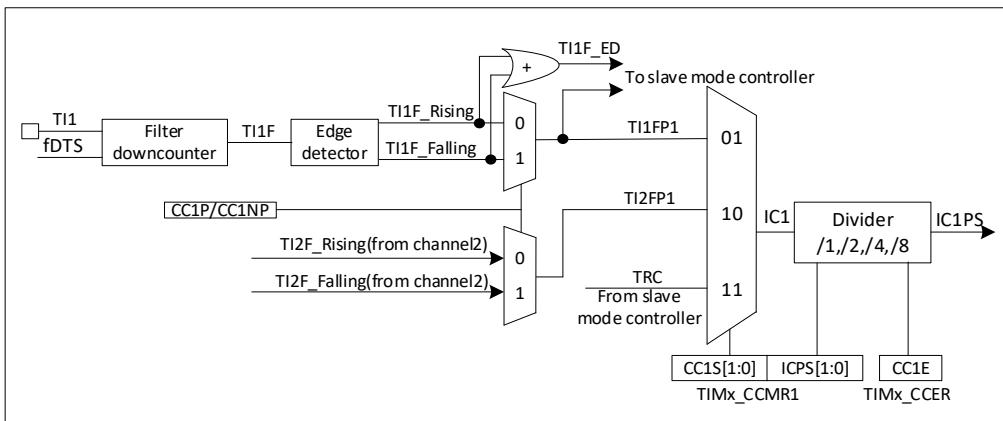 TI1F_ED
+
To slave mode controller
TI1F_Rising
TI1
Filter
downcounter
TI1F
Edge
detector
0
TI1FP1
01
fDTS
TI1F_Falling
1
CC1P/CC1NP
TI2FP1
10
IC1
Divider
/1,/2,/4,/8
IC1PS
TI2F_Rising(from channel2)
0
TI2F_Falling(from channel2)
1
TRC
11
From slave
mode controller
CC1S[1:0]
ICPS[1:0]
CC1E
TIMx_CCMR1
TIMx_CCER